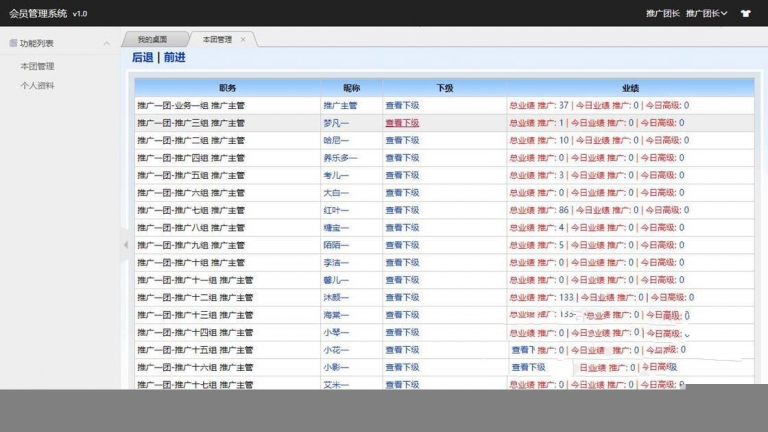 会员管理系统 v1.0 推广团长 推广团长
功能列表
本团管理
个人资料
我的桌面 本团管理 ×
后退 | 前进
职务 昵称 下级 业绩
推广一团-业务一组 推广主管 推广主管 查看下级 总业绩 推广: 37 | 今日业绩 推广: 0 | 今日高级: 0
推广一团-推广三组 推广主管 梦凡一 查看下级 总业绩 推广: 1 | 今日业绩 推广: 0 | 今日高级: 0
推广一团-推广二组 推广主管 哈尼一 查看下级 总业绩 推广: 10 | 今日业绩 推广: 0 | 今日高级: 0
推广一团-推广四组 推广主管 养乐多一 查看下级 总业绩 推广: 0 | 今日业绩 推广: 0 | 今日高级: 0
推广一团-推广五组 推广主管 考儿一 查看下级 总业绩 推广: 3 | 今日业绩 推广: 0 | 今日高级: 0
推广一团-推广六组 推广主管 大白一 查看下级 总业绩 推广: 0 | 今日业绩 推广: 0 | 今日高级: 0
推广一团-推广七组 推广主管 红叶一 查看下级 总业绩 推广: 86 | 今日业绩 推广: 0 | 今日高级: 0
推广一团-推广八组 推广主管 糖宝一 查看下级 总业绩 推广: 4 | 今日业绩 推广: 0 | 今日高级: 0
推广一团-推广九组 推广主管 陌陌一 查看下级 总业绩 推广: 5 | 今日业绩 推广: 0 | 今日高级: 0
推广一团-推广十组 推广主管 李洁一 查看下级 总业绩 推广: 0 | 今日业绩 推广: 0 | 今日高级: 0
推广一团-推广十一组 推广主管 馨儿一 查看下级 总业绩 推广: 0 | 今日业绩 推广: 0 | 今日高级: 0
推广一团-推广十二组 推广主管 沐颜一 查看下级 总业绩 推广: 133 | 今日业绩 推广: 0 | 今日高级: 0
推广一团-推广十三组 推广主管 海棠一 查看下级 总业绩 推广: 总业绩 推广: 0 | 今日高级: 0
推广一团-推广十四组 推广主管 小琴一 查看下级 总业绩 推广: 0 | 今日业绩 推广: 0 | 今日高级:
推广一团-推广十五组 推广主管 小花一 查看下级 查看下 推广: 0 | 今日业绩 推广: 0 | 今日高级: 0
推广一团-推广十六组 推广主管 小影一 查看下级 查看下级 日业绩 推广: 0 | 今日高级
推广一团-推广十七组 推广主管 艾米一 查看下级 总业绩 推广: 0 | 今日业绩 推广: 0 | 今日高级: 0